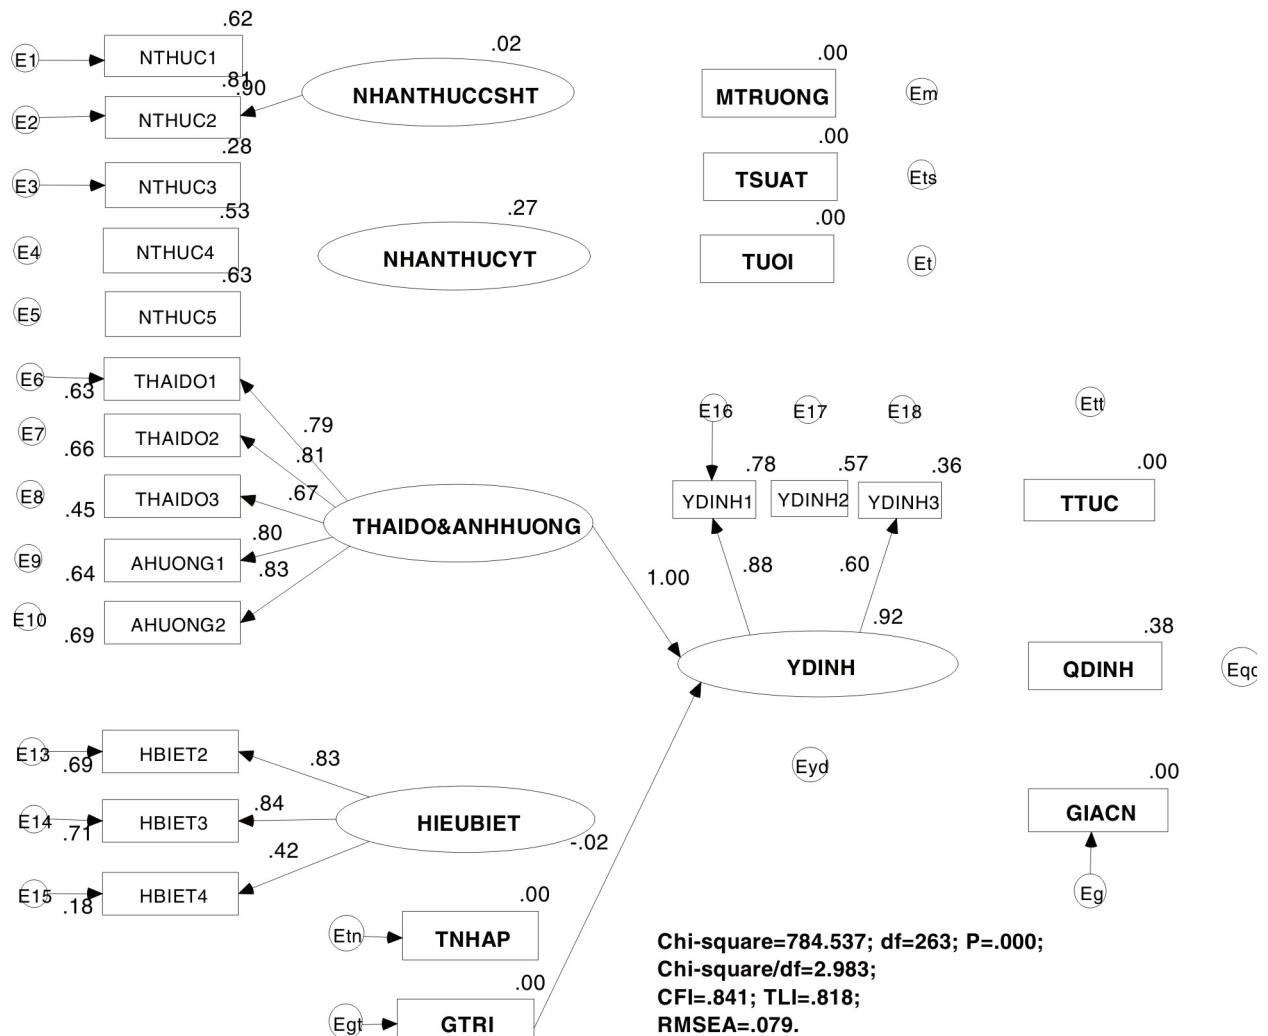 .62
E1
NTHUC1
.02
.81
.90
NHANTHUCCSHT
E2
NTHUC2
.28
E3
NTHUC3
.53
.27
E4
NTHUC4
.63
NHANTHUCYT
E5
NTHUC5
.00
MTRUONG
Em
.00
TSUAT
Ets
.00
TUOI
Et
E6
.63
THAIDO1
.79
E7
.66
THAIDO2
.81
E8
.45
THAIDO3
.67
THAIDO&ANHHUONG
E9
.64
AHUONG1
.80
E10
.69
AHUONG2
.83
1.00
E16
E17
E18
Ett
.78
.57
.36
.00
YDINH1
YDINH2
YDINH3
TTUC
.88
.60
.92
.38
YDINH
QDINH
Eqd
Eyd
.00
GIACN
Eg
E13
.69
HBIET2
.83
E14
.71
HBIET3
.84
HIEUBIET
-.02
E15
.18
HBIET4
.42
.00
Etn
TNHAP
.00
Egt
GTRI
Chi-square=784.537; df=263; P=.000;
Chi-square/df=2.983;
CFI=.841; TLI=.818;
RMSEA=.079.